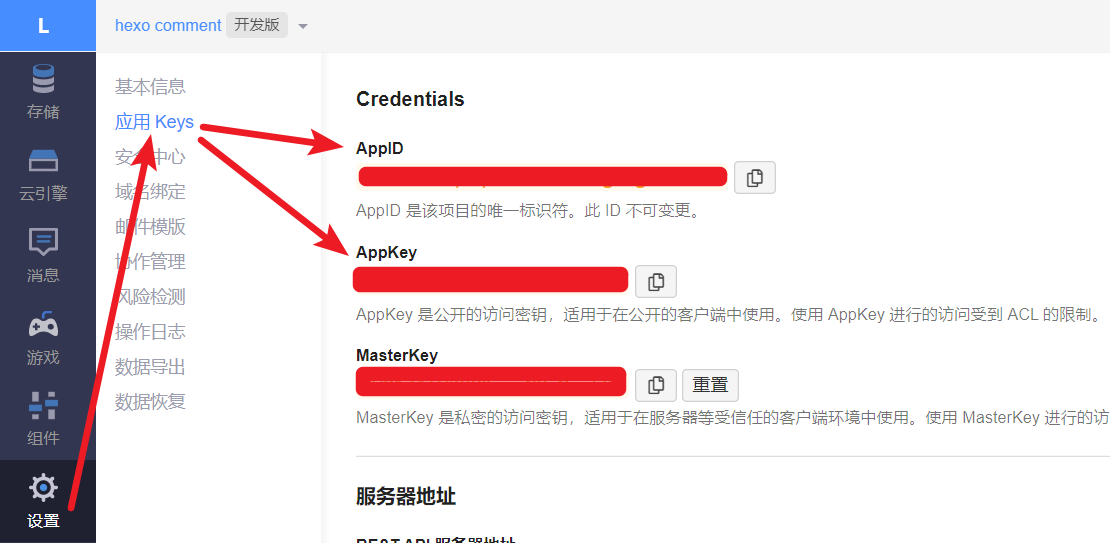 L
hexo comment 开发版
存储
云引擎
消息
游戏
组件
设置
基本信息
应用 Keys
安全中心
域名绑定
邮件模版
协作管理
风险检测
操作日志
数据导出
数据恢复
Credentials
AppID
AppID 是该项目的唯一标识符。此 ID 不可变更。
AppKey
AppKey 是公开的访问密钥，适用于在公开的客户端中使用。使用 AppKey 进行的访问受到 ACL 的限制。
MasterKey
重置
MasterKey 是私密的访问密钥，适用于在服务器等受信任的客户端环境中使用。使用 MasterKey 进行的访
服务器地址
REST API 服务器地址